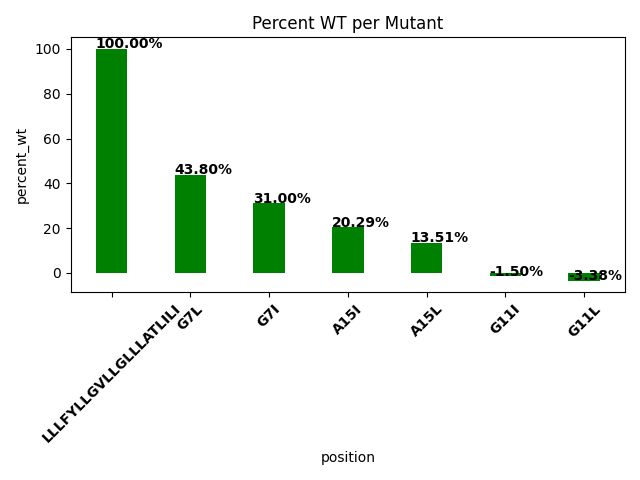 Percent WT per Mutant
percent_wt
100
80
60
40
20
0
100.00%
43.80%
31.00%
20.29%
13.51%
-1.50%
-3.38%
LLLFYLLGVLLGLLLATLILI
G7L
G7I
A15I
A15L
G11I
G11L
position